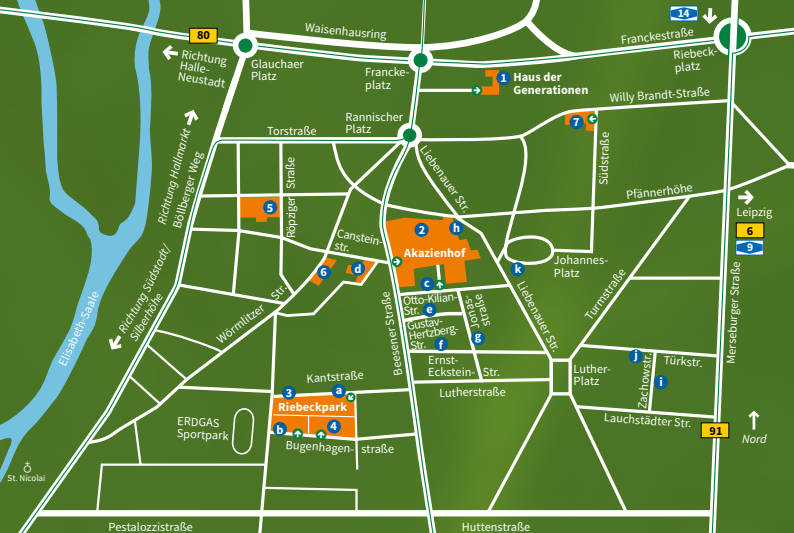 14
80
Waisenhausring
Franckestraße
Richtung
Halle-
Neustadt
Glauchaer
Platz
Francke-
platz
Riebeck-
platz
1
Haus der
Generationen
Willy Brandt-Straße
Rannischer
Platz
Torstraße
7
Richtung Hallmarkt
Böllberger Weg
Röpziger Straße
Liebenauer Str.
Südstraße
Pfännerhöhe
Leipzig
6
9
5
2
h
Akazienhof
Canstein-
str.
6
d
c
k
Johannes-
Platz
Richtung Südstadt/
Silberhöhe
Elisabeth-Saale
Wörmlitzer Str.
Beesener Straße
Otto-Kilian-
Str.
e
Jonas-
straße
Gustav-
Hertzberg-
Str.
f
g
Liebenauer Str.
Turmstraße
Merseburger Straße
Ernst-
Eckstein- Str.
Luther-
Platz
j
Türkstr.
Zachowstr.
i
Kantstraße
Lutherstraße
3
a
Riebeckpark
b
4
ERDGAS
Sportpark
Bugenhagen- straße
Lauchstädter Str.
91
Nord
St. Nicolai
Pestalozzistraße
Huttenstraße